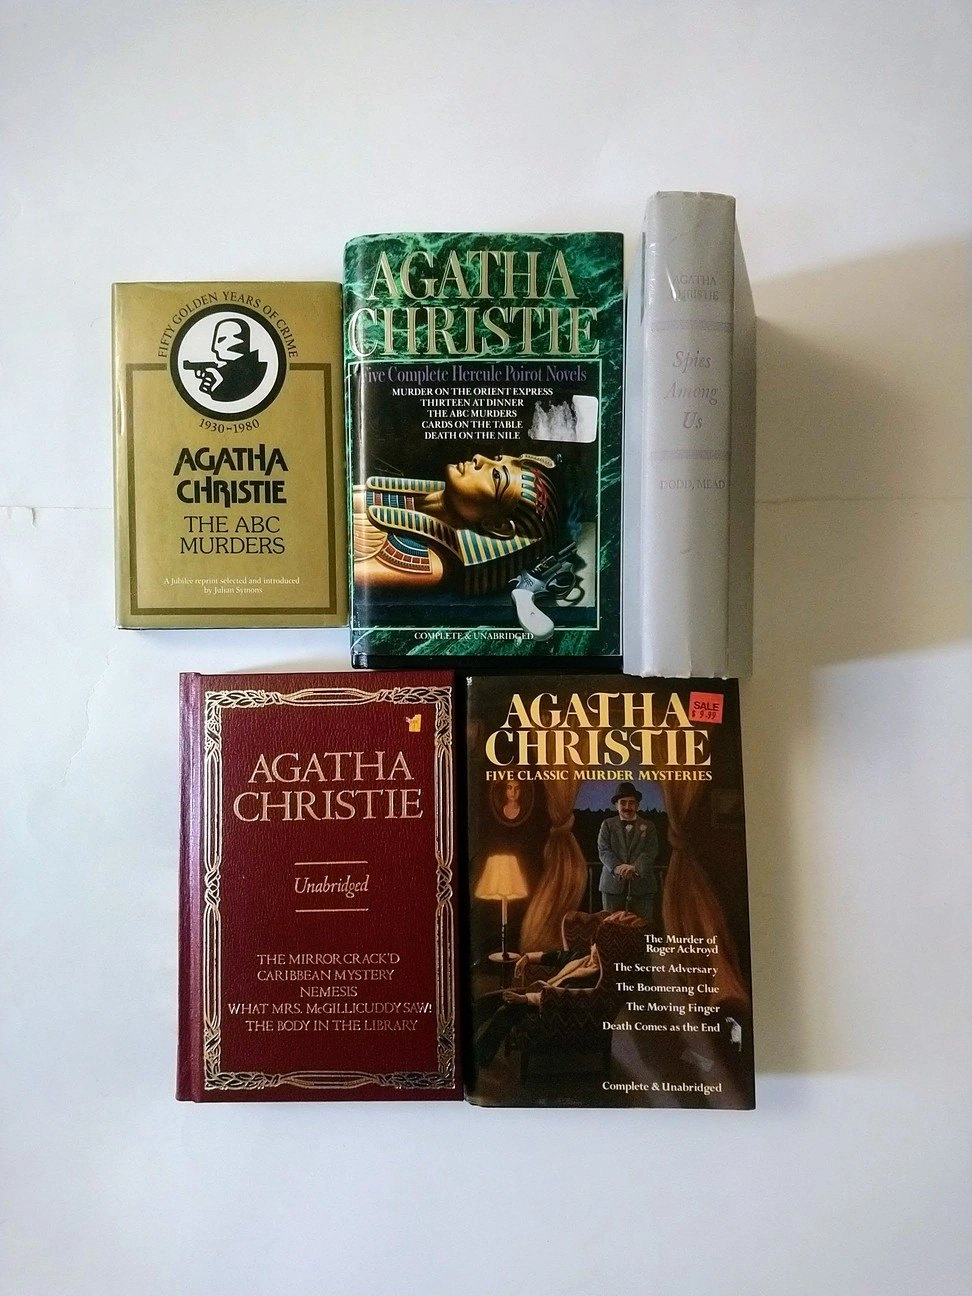 FIFTY GOLDEN YEARS OF CRIME
1930-1980
AGATHA
CHRISTIE
THE ABC
MURDERS
A Jubilee reprint selected and introduced
by Julian Symons
AGATHA
CHRISTIE
Five Complete Hercule Poirot Novels
MURDER ON THE ORIENT EXPRESS
THIRTEEN AT DINNER
THE ABC MURDERS
CARDS ON THE TABLE
DEATH ON THE NILE
COMPLETE & UNABRIDGED
AGATHA
CHRISTIE
Spies
Among
Us
DODD, MEAD
AGATHA
CHRISTIE
Unabridged
THE MIRROR CRACK'D
CARIBBEAN MYSTERY
NEMESIS
WHAT MRS. McGILLICUDDY SAW!
THE BODY IN THE LIBRARY
AGATHA
CHRISTIE
SALE
$ 9.99
FIVE CLASSIC MURDER MYSTERIES
The Murder of
Roger Ackroyd
The Secret Adversary
The Boomerang Clue
The Moving Finger
Death Comes as the End
Complete & Unabridged